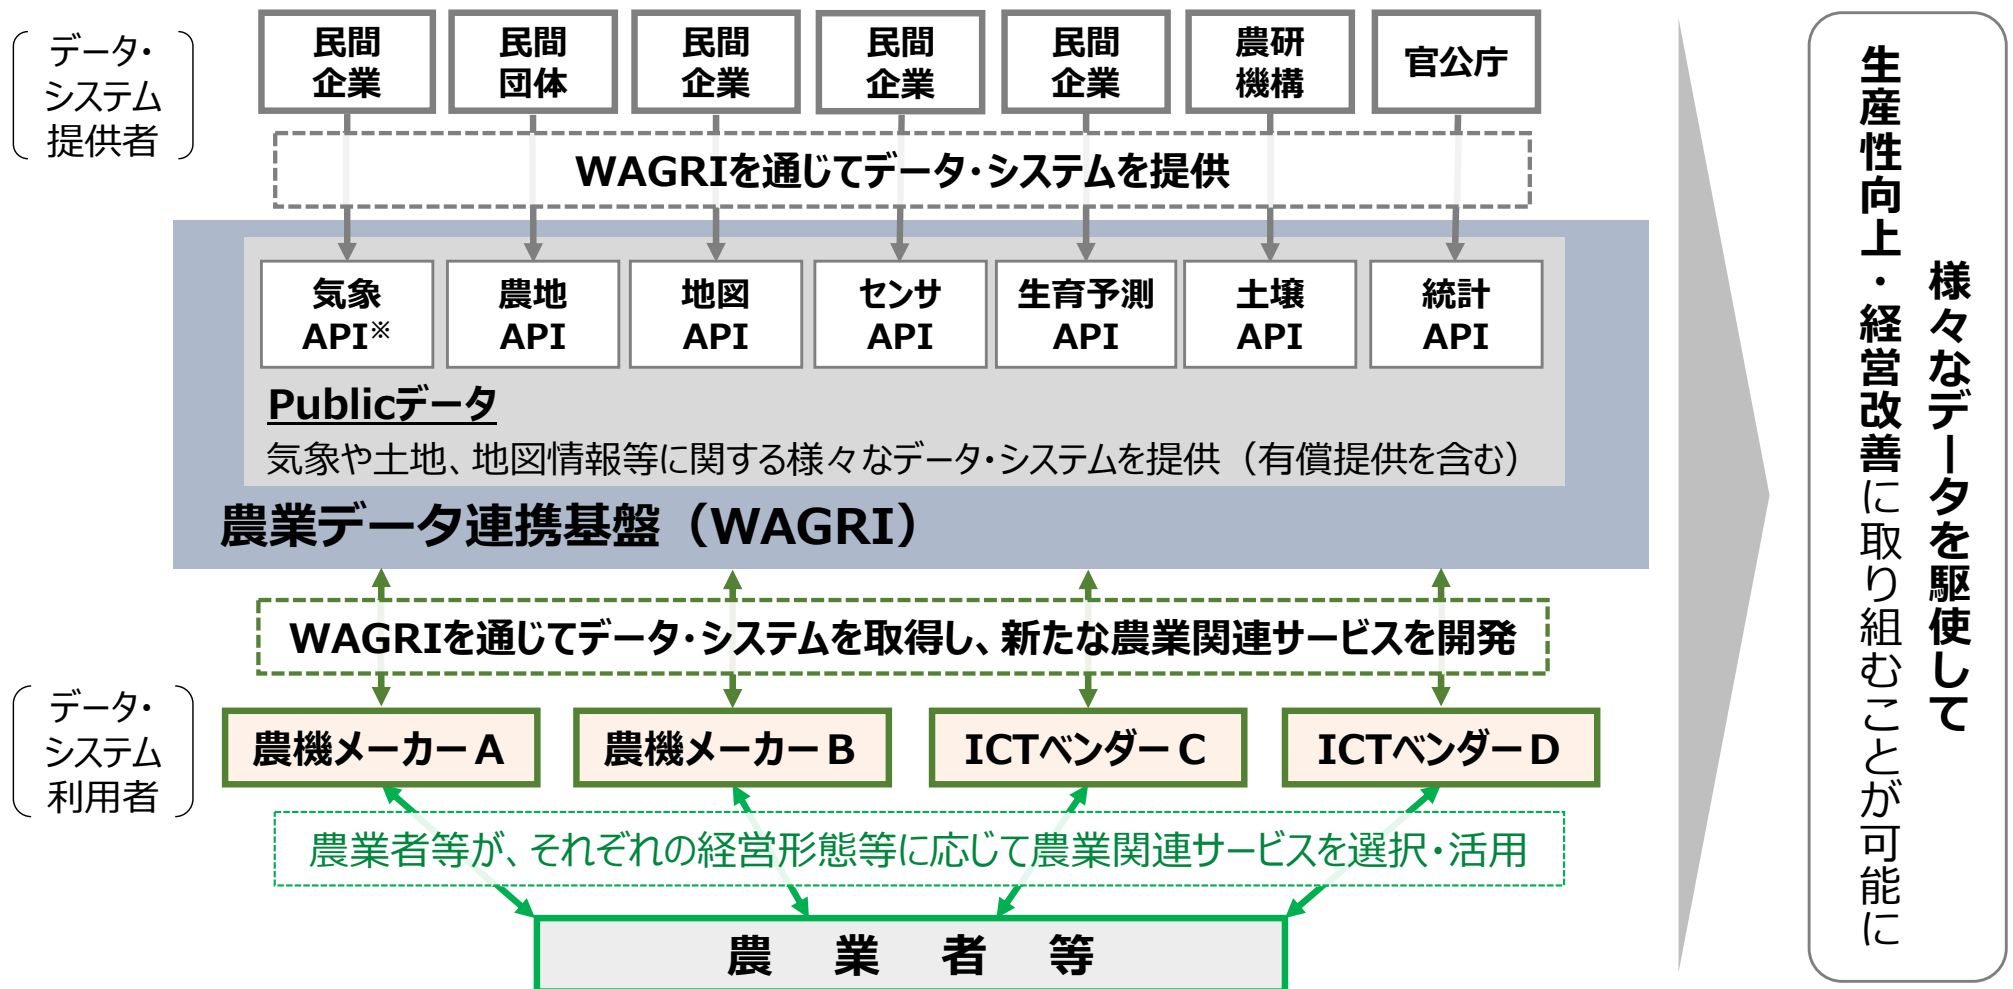 データ・
システム
提供者
民間
企業
民間
団体
民間
企業
民間
企業
民間
企業
農研
機構
官公庁
WAGRIを通じてデータ・システムを提供
気象
API※
農地
API
地図
API
センサ
API
生育予測
API
土壌
API
統計
API
Publicデータ
気象や土地、地図情報等に関する様々なデータ・システムを提供（有償提供を含む）
農業データ連携基盤（WAGRI）
WAGRIを通じてデータ・システムを取得し、新たな農業関連サービスを開発
データ・
システム
利用者
農機メーカーA
農機メーカーB
ICTベンダーC
ICTベンダーD
農業者等が、それぞれの経営形態等に応じて農業関連サービスを選択・活用
農業者等
様々なデータを駆使して
生産性向上・経営改善に取り組むことが可能に